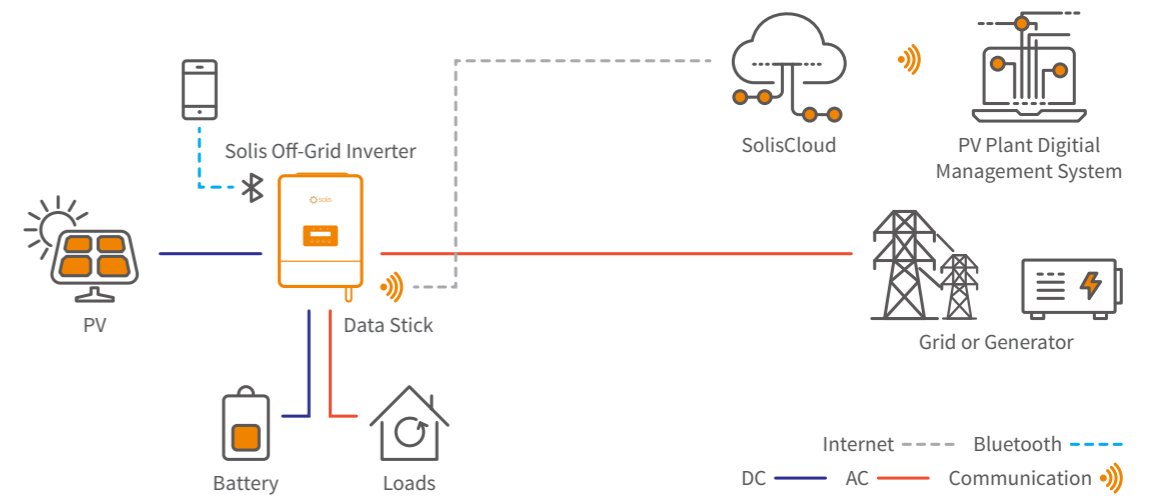 SolisCloud
PV Plant Digitial
Management System
Solis Off-Grid Inverter
solis
PV
Data Stick
Grid or Generator
Battery
Loads
Internet
Bluetooth
DC
AC
Communication